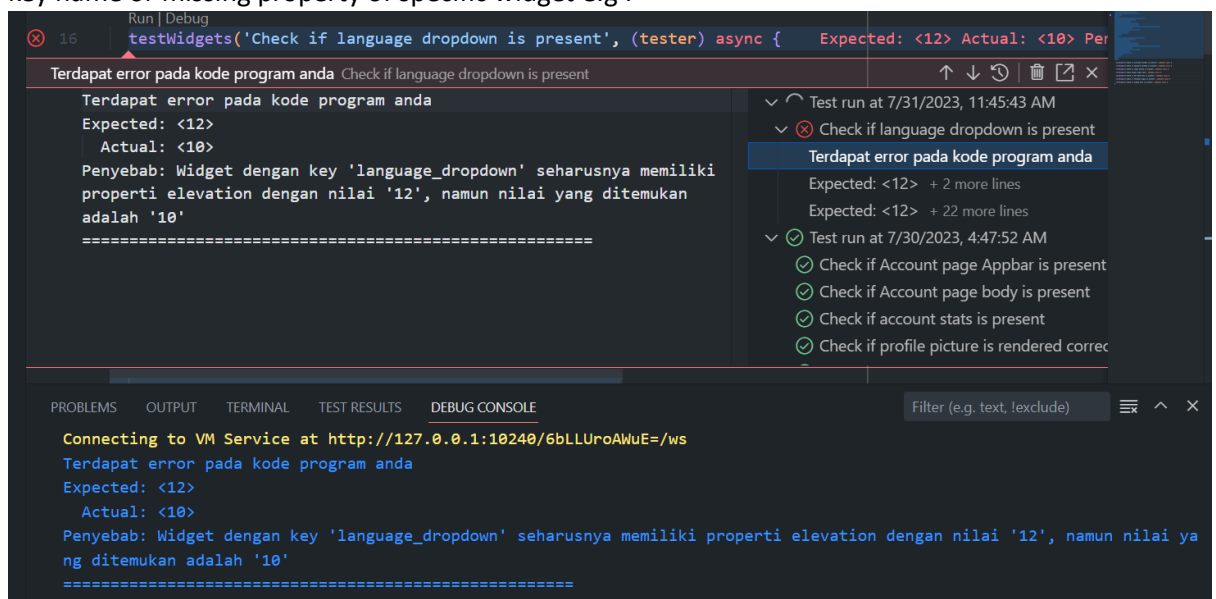 key name or missing property of specific widget e.g :
Run | Debug
16 testWidgets('Check if language dropdown is present', (tester) async { Expected: <12> Actual: <10> Per
Terdapat error pada kode program anda Check if language dropdown is present
Terdapat error pada kode program anda
Expected: <12>
Actual: <10>
Penyebab: Widget dengan key 'language_dropdown' seharusnya memiliki
properti elevation dengan nilai '12', namun nilai yang ditemukan
adalah '10'
======================================================
Test run at 7/31/2023, 11:45:43 AM
Check if language dropdown is present
Terdapat error pada kode program anda
Expected: <12> + 2 more lines
Expected: <12> + 22 more lines
Test run at 7/30/2023, 4:47:52 AM
Check if Account page Appbar is present
Check if Account page body is present
Check if account stats is present
Check if profile picture is rendered correc
PROBLEMS OUTPUT TERMINAL TEST RESULTS DEBUG CONSOLE Filter (e.g. text, !exclude)
Connecting to VM Service at http://127.0.0.1:10240/6bLLUroAWuE=/ws
Terdapat error pada kode program anda
Expected: <12>
Actual: <10>
Penyebab: Widget dengan key 'language_dropdown' seharusnya memiliki properti elevation dengan nilai '12', namun nilai ya
ng ditemukan adalah '10'
======================================================